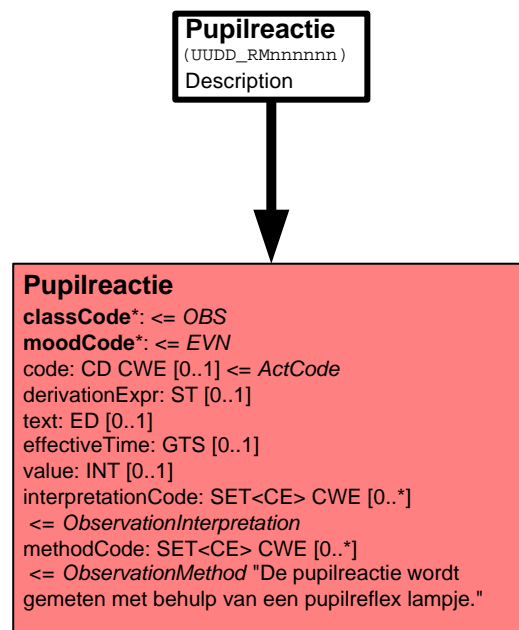 Pupilreactie
(UUDD_RMnnnnnn)
Description
Pupilreactie
classCode*: <= OBS
moodCode*: <= EVN
code: CD CWE [0..1] <= ActCode
derivationExpr: ST [0..1]
text: ED [0..1]
effectiveTime: GTS [0..1]
value: INT [0..1]
interpretationCode: SET<CE> CWE [0..*]
<= ObservationInterpretation
methodCode: SET<CE> CWE [0..*]
<= ObservationMethod "De pupilreactie wordt
gemeten met behulp van een pupilreflex lampje."